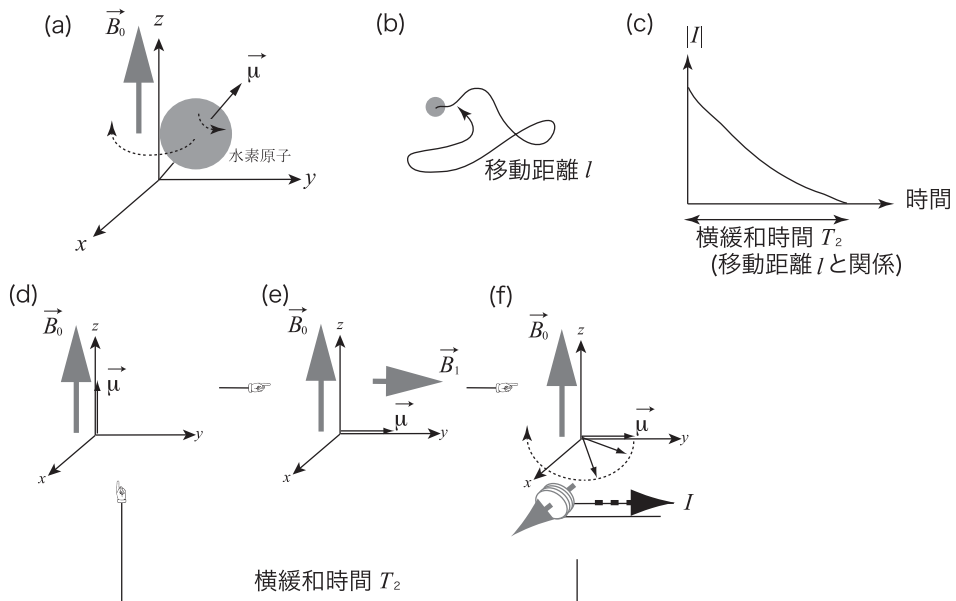 (a)
B₀
z
μ
水素原子
y
x
(b)
移動距離 l
(c)
|I|
時間
横緩和時間 T₂
(移動距離 l と関係)
(d)
B₀
z
μ
y
x
(e)
B₀
z
B₁
μ
y
x
(f)
B₀
z
μ
y
x
I
横緩和時間 T₂